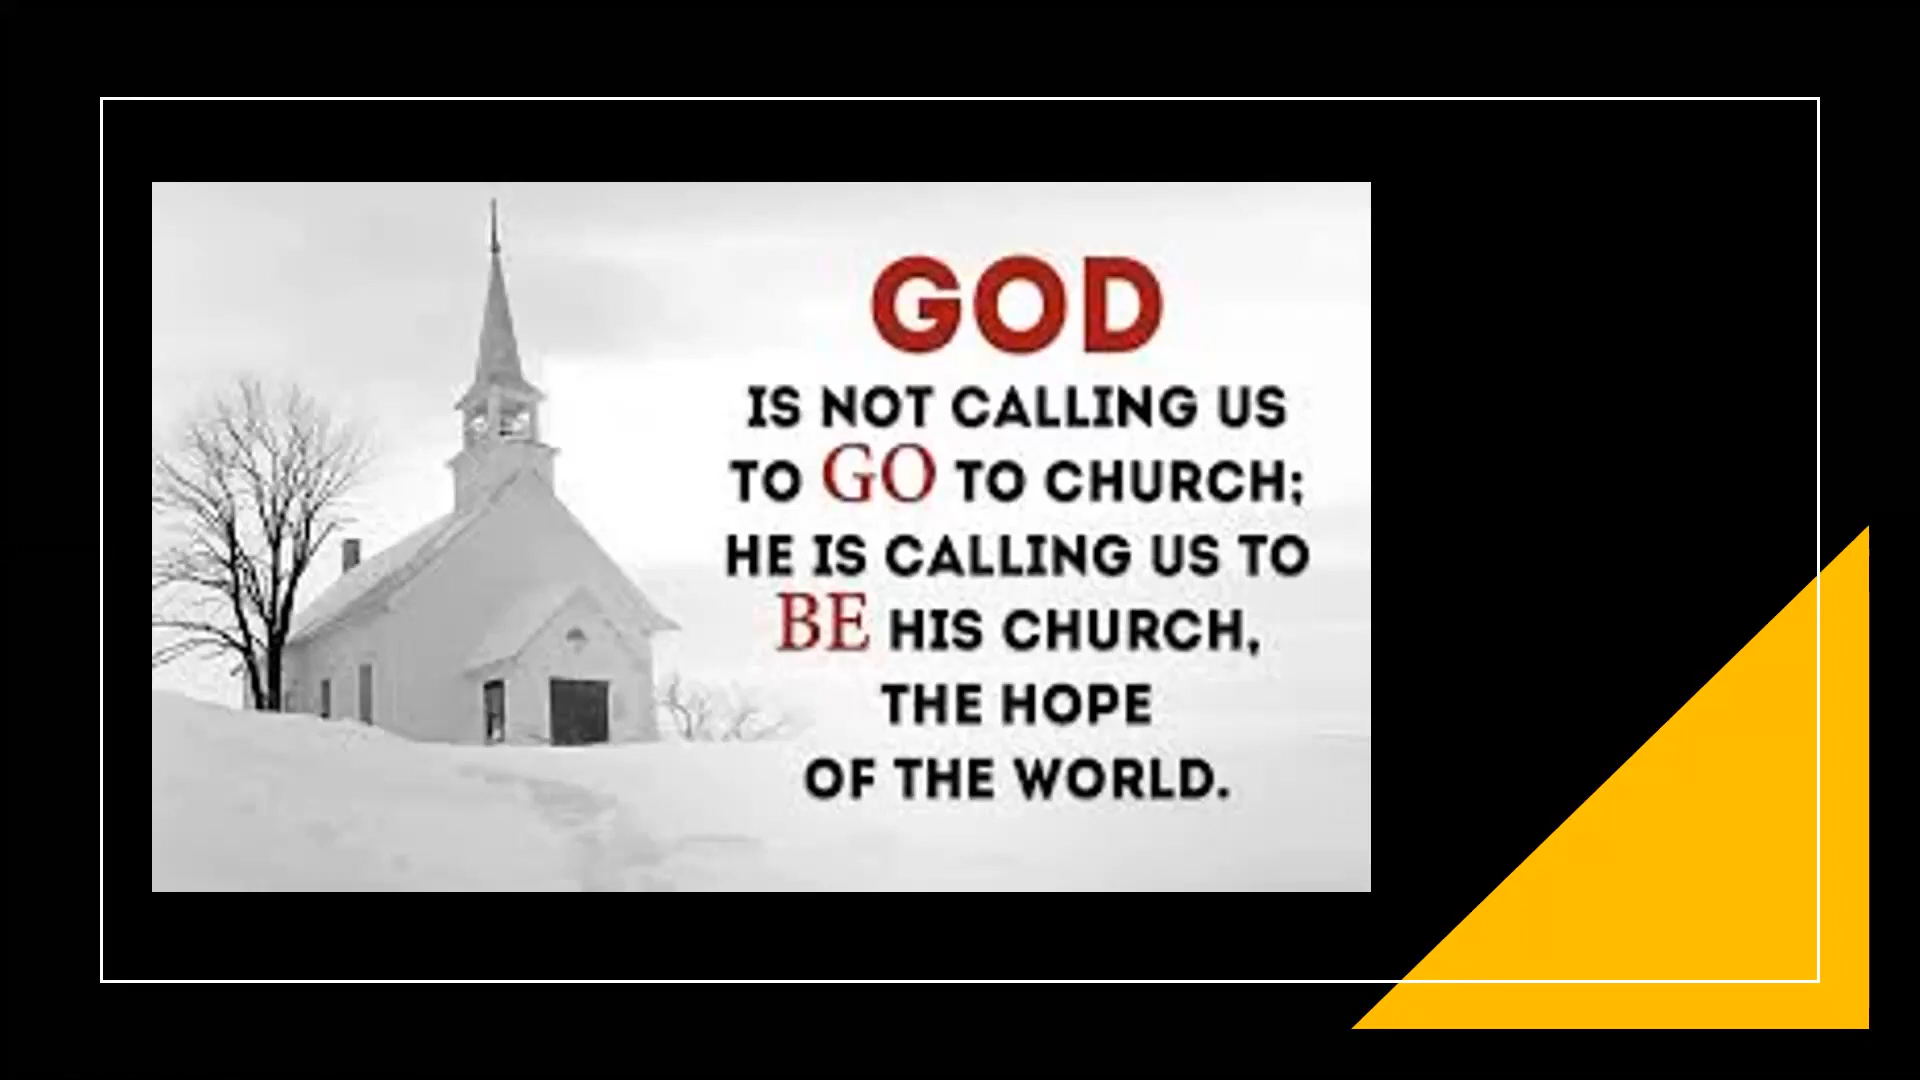 GOD
IS NOT CALLING US
TO GO TO CHURCH;
HE IS CALLING US TO
BE HIS CHURCH,
THE HOPE
OF THE WORLD.